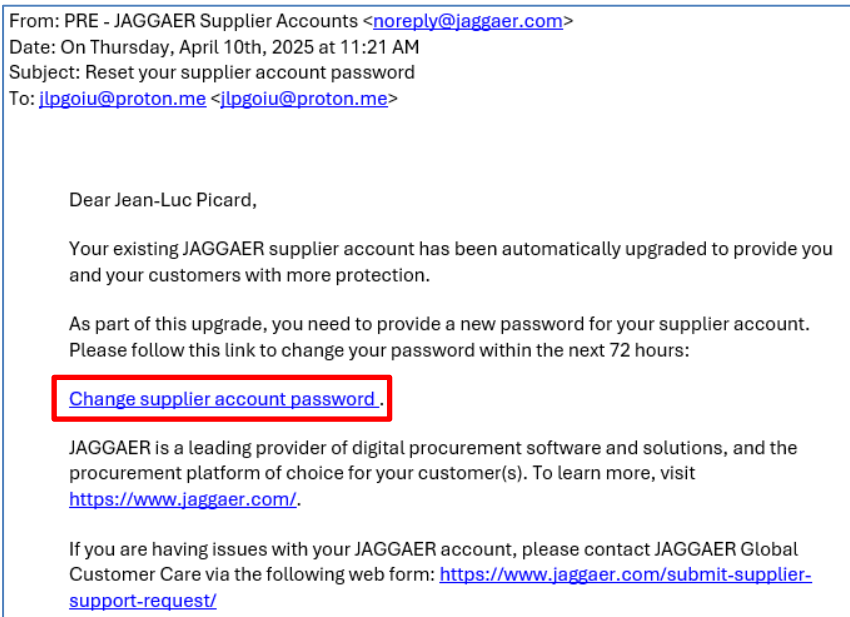 From: PRE - JAGGAER Supplier Accounts <noreply@jaggaer.com>
Date: On Thursday, April 10th, 2025 at 11:21 AM
Subject: Reset your supplier account password
To: jlpgoiu@proton.me <jlpgoiu@proton.me>
Dear Jean-Luc Picard,
Your existing JAGGAER supplier account has been automatically upgraded to provide you
and your customers with more protection.
As part of this upgrade, you need to provide a new password for your supplier account.
Please follow this link to change your password within the next 72 hours:
Change supplier account password .
JAGGAER is a leading provider of digital procurement software and solutions, and the
procurement platform of choice for your customer(s). To learn more, visit
https://www.jaggaer.com/.
If you are having issues with your JAGGAER account, please contact JAGGAER Global
Customer Care via the following web form: https://www.jaggaer.com/submit-supplier-
support-request/